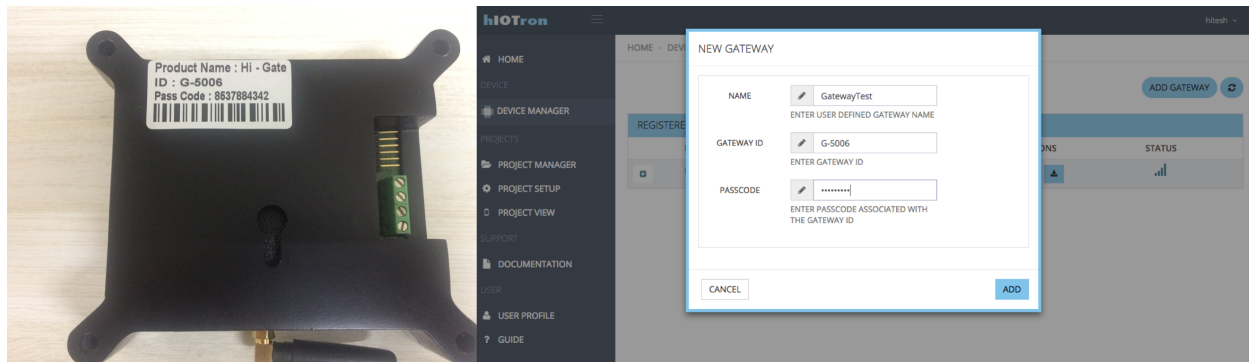 Product Name : Hi - Gate
ID : G-5006
Pass Code : 8537884342
hIOTron
hitesh
HOME
DEVICE
DEVICE MANAGER
PROJECTS
PROJECT MANAGER
PROJECT SETUP
PROJECT VIEW
SUPPORT
DOCUMENTATION
USER
USER PROFILE
? GUIDE
HOME - DEVI
ADD GATEWAY
REGISTERE
ONS
STATUS
NEW GATEWAY
NAME
GatewayTest
ENTER USER DEFINED GATEWAY NAME
GATEWAY ID
G-5006
ENTER GATEWAY ID
PASSCODE
•••••••••
ENTER PASSCODE ASSOCIATED WITH
THE GATEWAY ID
CANCEL
ADD